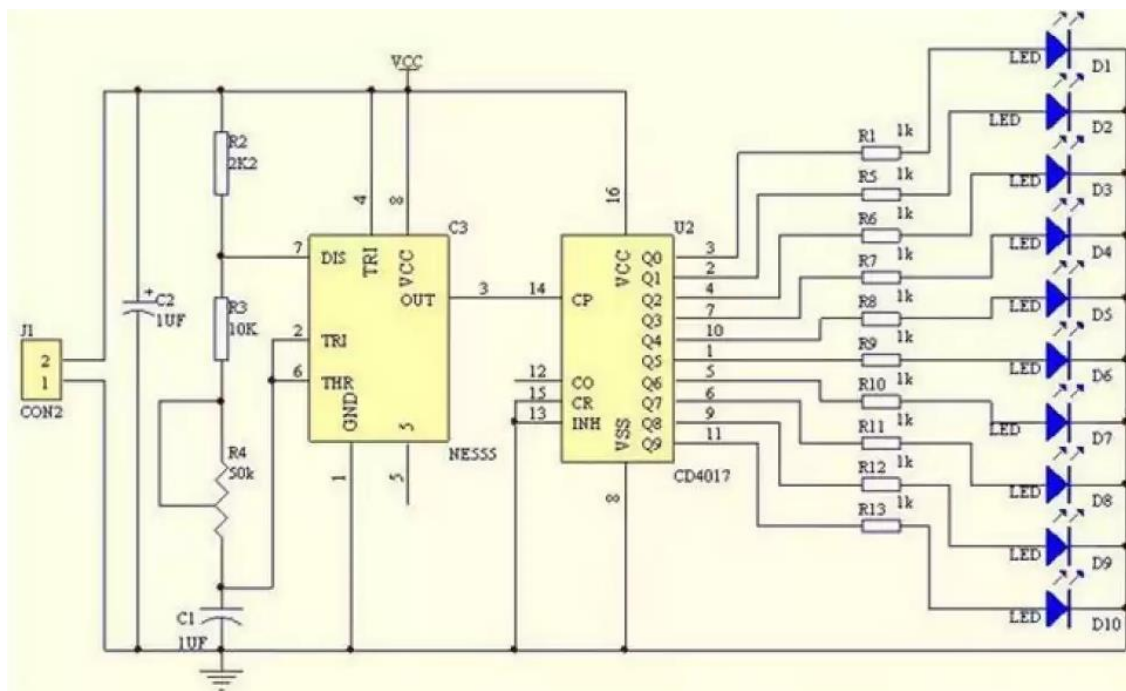 VCC
R2
2K2
C2
+
1UF
R3
10K
R4
50k
C1
1UF
J1
2
1
CON2
C3
4
8
7
DIS
TRI
VCC
OUT
3
2
TRI
6
THR
GND
5
1
5
NE555
U2
16
VCC
14
CP
12
CO
15
CR
13
INH
VSS
8
CD4017
Q0
3
Q1
2
Q2
4
Q3
7
Q4
10
Q5
1
Q6
5
Q7
6
Q8
9
Q9
11
R1
1k
R5
1k
R6
1k
R7
1k
R8
1k
R9
1k
R10
1k
R11
1k
R12
1k
R13
1k
LED
D1
LED
D2
LED
D3
LED
D4
LED
D5
LED
D6
LED
D7
LED
D8
LED
D9
LED
D10